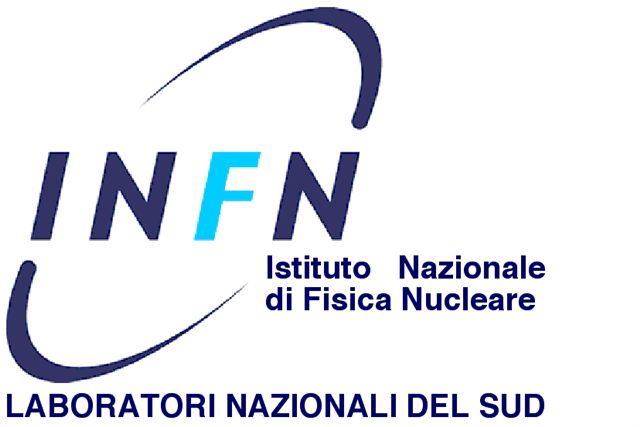 INFN
Istituto Nazionale
di Fisica Nucleare
LABORATORI NAZIONALI DEL SUD